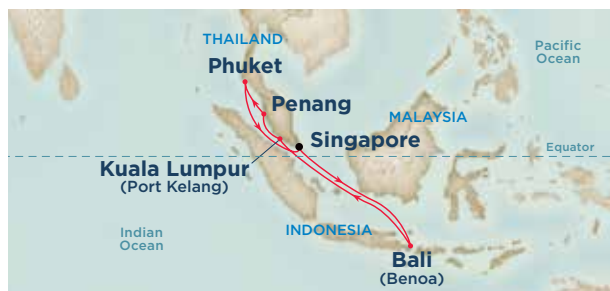 THAILAND
Phuket
Pacific
Ocean
Penang
MALAYSIA
Singapore
Equator
Kuala Lumpur
(Port Kelang)
Indian
Ocean
INDONESIA
Bali
(Benoa)